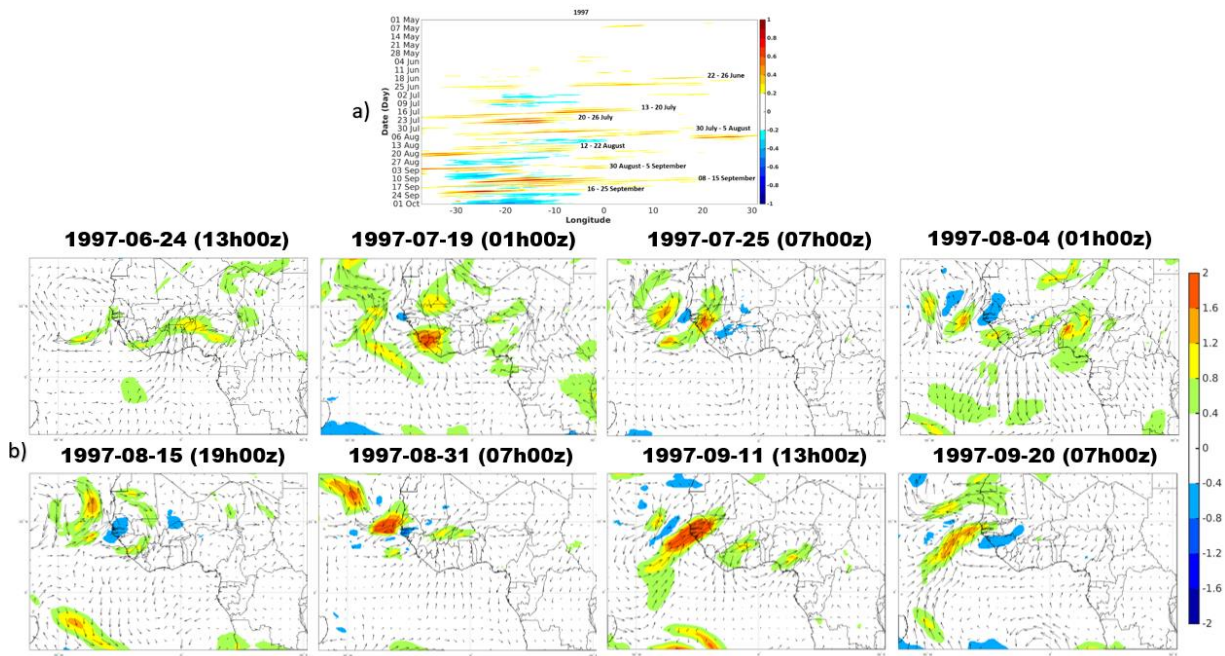 1997
a)
Date (Day)
01 May
07 May
14 May
21 May
28 May
04 Jun
11 Jun
18 Jun
25 Jun
02 Jul
09 Jul
16 Jul
23 Jul
30 Jul
06 Aug
13 Aug
20 Aug
27 Aug
03 Sep
10 Sep
17 Sep
24 Sep
01 Oct
22 - 26 June
13 - 20 July
20 - 26 July
30 July - 5 August
12 - 22 August
30 August - 5 September
08 - 15 September
16 - 25 September
-30 -20 -10 0 10 20 30
Longitude
1
0.8
0.6
0.4
0.2
0
-0.2
-0.4
-0.6
-0.8
-1
1997-06-24 (13h00z) 1997-07-19 (01h00z) 1997-07-25 (07h00z) 1997-08-04 (01h00z)
b)
1997-08-15 (19h00z) 1997-08-31 (07h00z) 1997-09-11 (13h00z) 1997-09-20 (07h00z)
2
1.6
1.2
0.8
0.4
0
-0.4
-0.8
-1.2
-1.6
-2